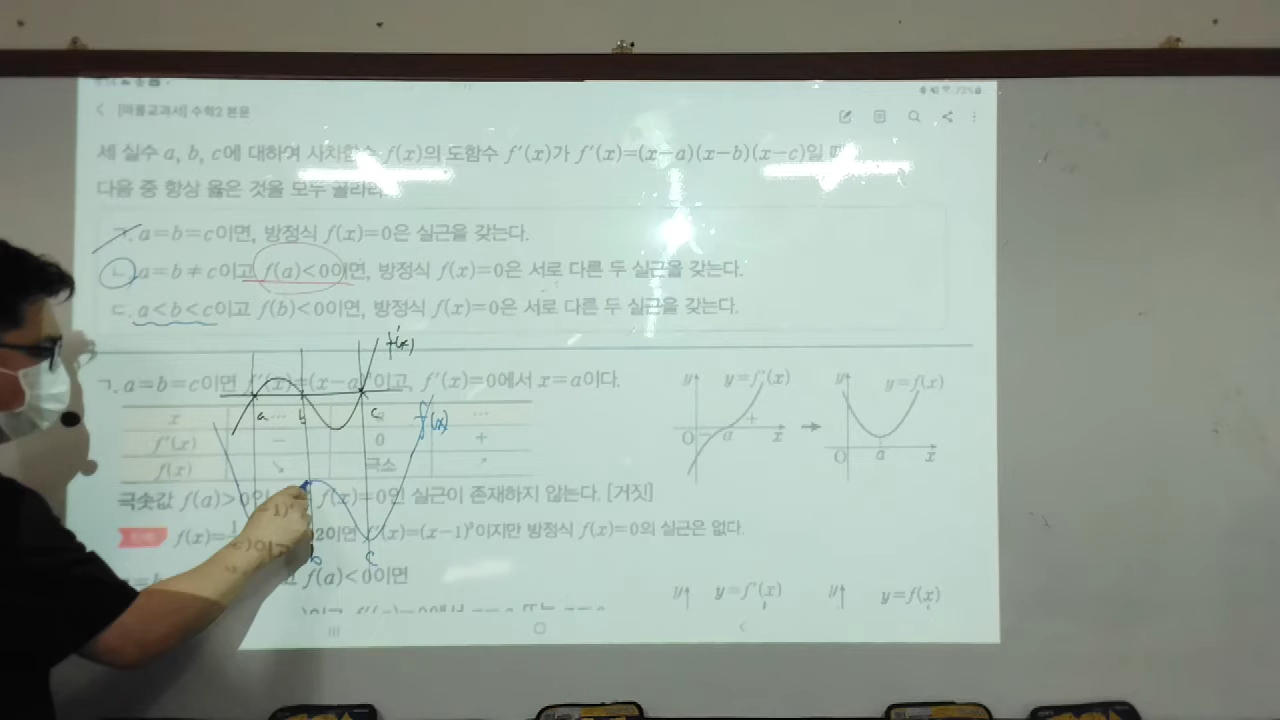 [마플교과서] 수학2 본문
세 실수 a, b, c에 대하여 사차함수 f(x)의 도함수 f'(x)가 f'(x)=(x-a)(x-b)(x-c)일 때
다음 중 항상 옳은 것을 모두 골라라.
ㄱ. a=b=c이면, 방정식 f(x)=0은 실근을 갖는다.
ㄴ. a=b≠c이고 f(a)<0이면, 방정식 f(x)=0은 서로 다른 두 실근을 갖는다.
ㄷ. a<b<c이고 f(b)<0이면, 방정식 f(x)=0은 서로 다른 두 실근을 갖는다.
f'(x)
ㄱ. a=b=c이면 f'(x)=(x-a) 이고, f'(x)=0에서 x=a이다.
a b c
f(x)
x ... ...
f'(x) - 0 +
f(x) ↘ 극소 ↗
y y=f'(x) - + O a x
y y=f(x) O a x
극솟값 f(a)>0인 f(x)=0인 실근이 존재하지 않는다. [거짓]
f(x)= 이면 f'(x)=(x-1)³이지만 방정식 f(x)=0의 실근은 없다.
b c
f(a)<0이면
y y=f'(x) y y=f(x)